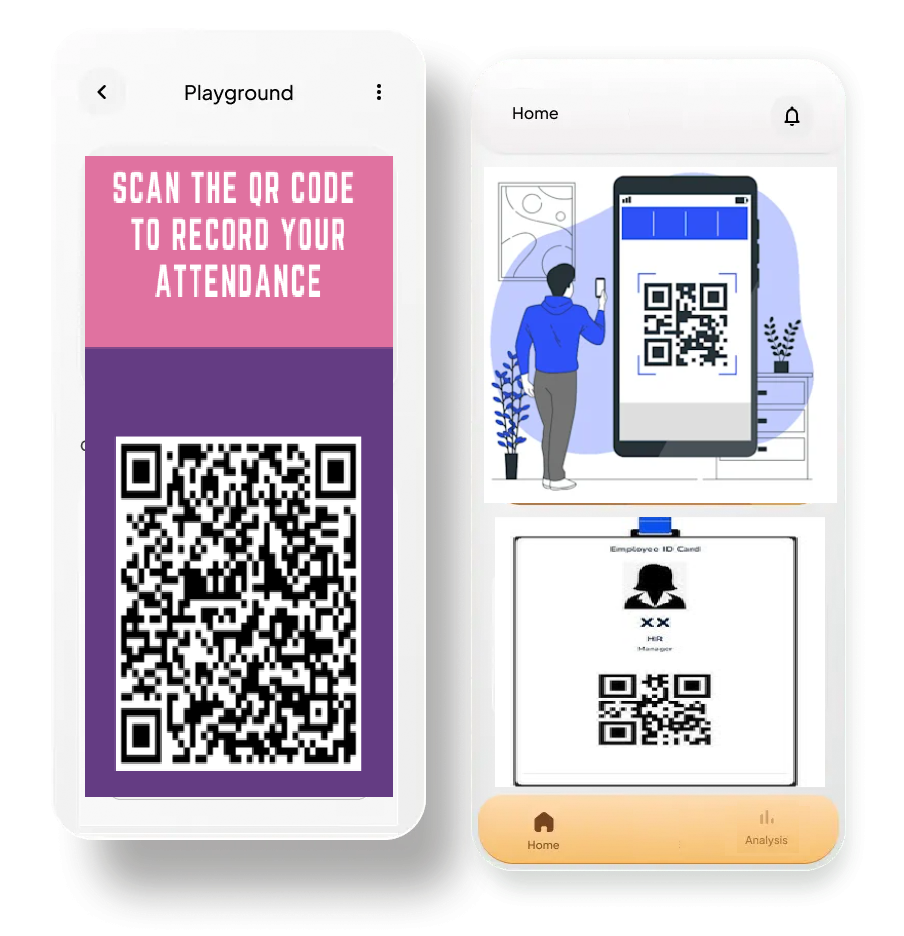 Playground
SCAN THE QR CODE
TO RECORD YOUR
ATTENDANCE
Home
Employee ID Card
XX
HR
Manager
Home
Analysis